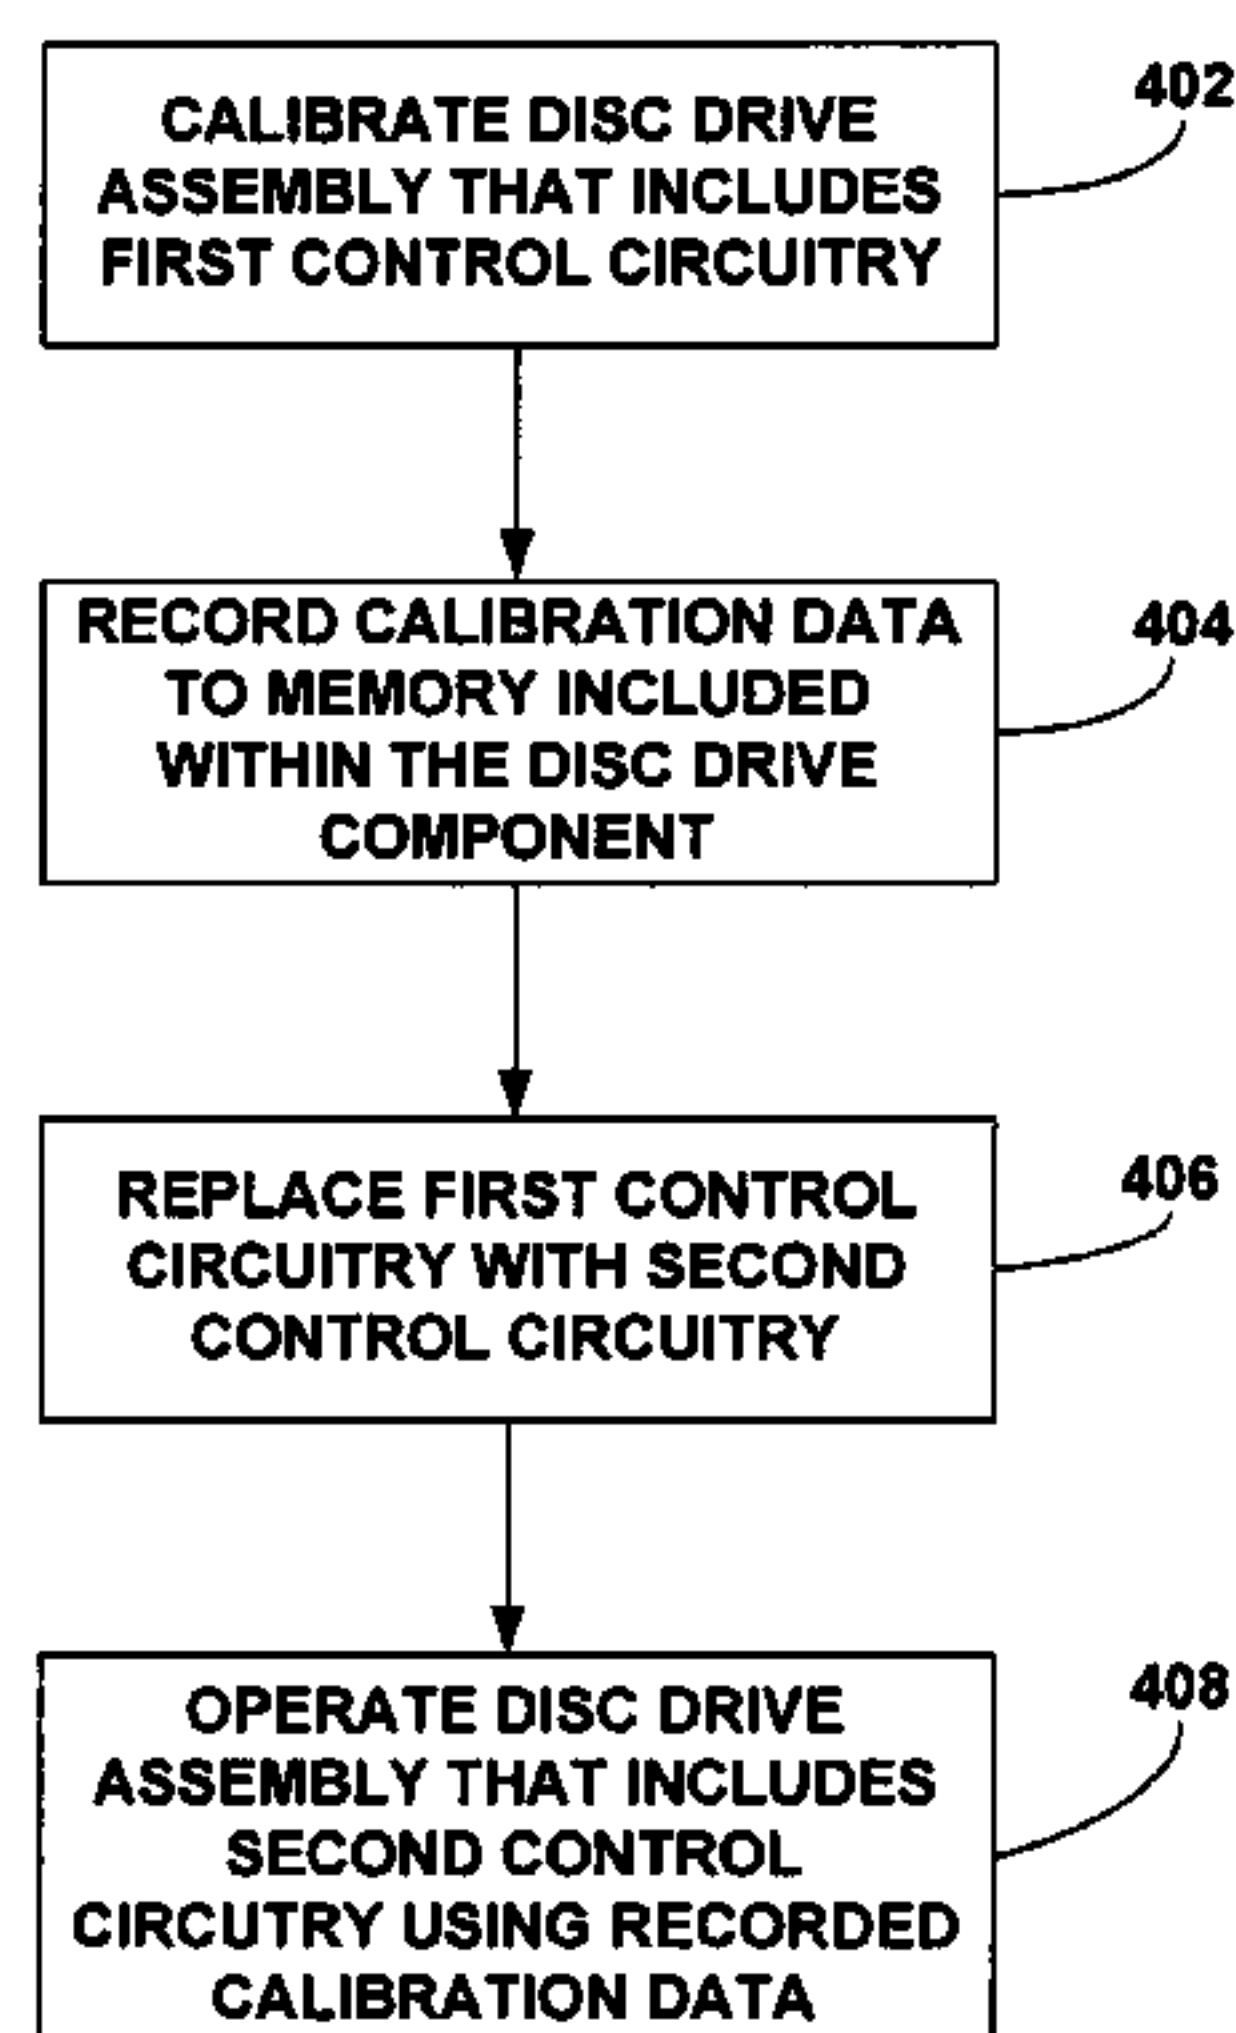 402
CALIBRATE DISC DRIVE
ASSEMBLY THAT INCLUDES
FIRST CONTROL CIRCUITRY
404
RECORD CALIBRATION DATA
TO MEMORY INCLUDED
WITHIN THE DISC DRIVE
COMPONENT
406
REPLACE FIRST CONTROL
CIRCUITRY WITH SECOND
CONTROL CIRCUITRY
408
OPERATE DISC DRIVE
ASSEMBLY THAT INCLUDES
SECOND CONTROL
CIRCUTRY USING RECORDED
CALIBRATION DATA